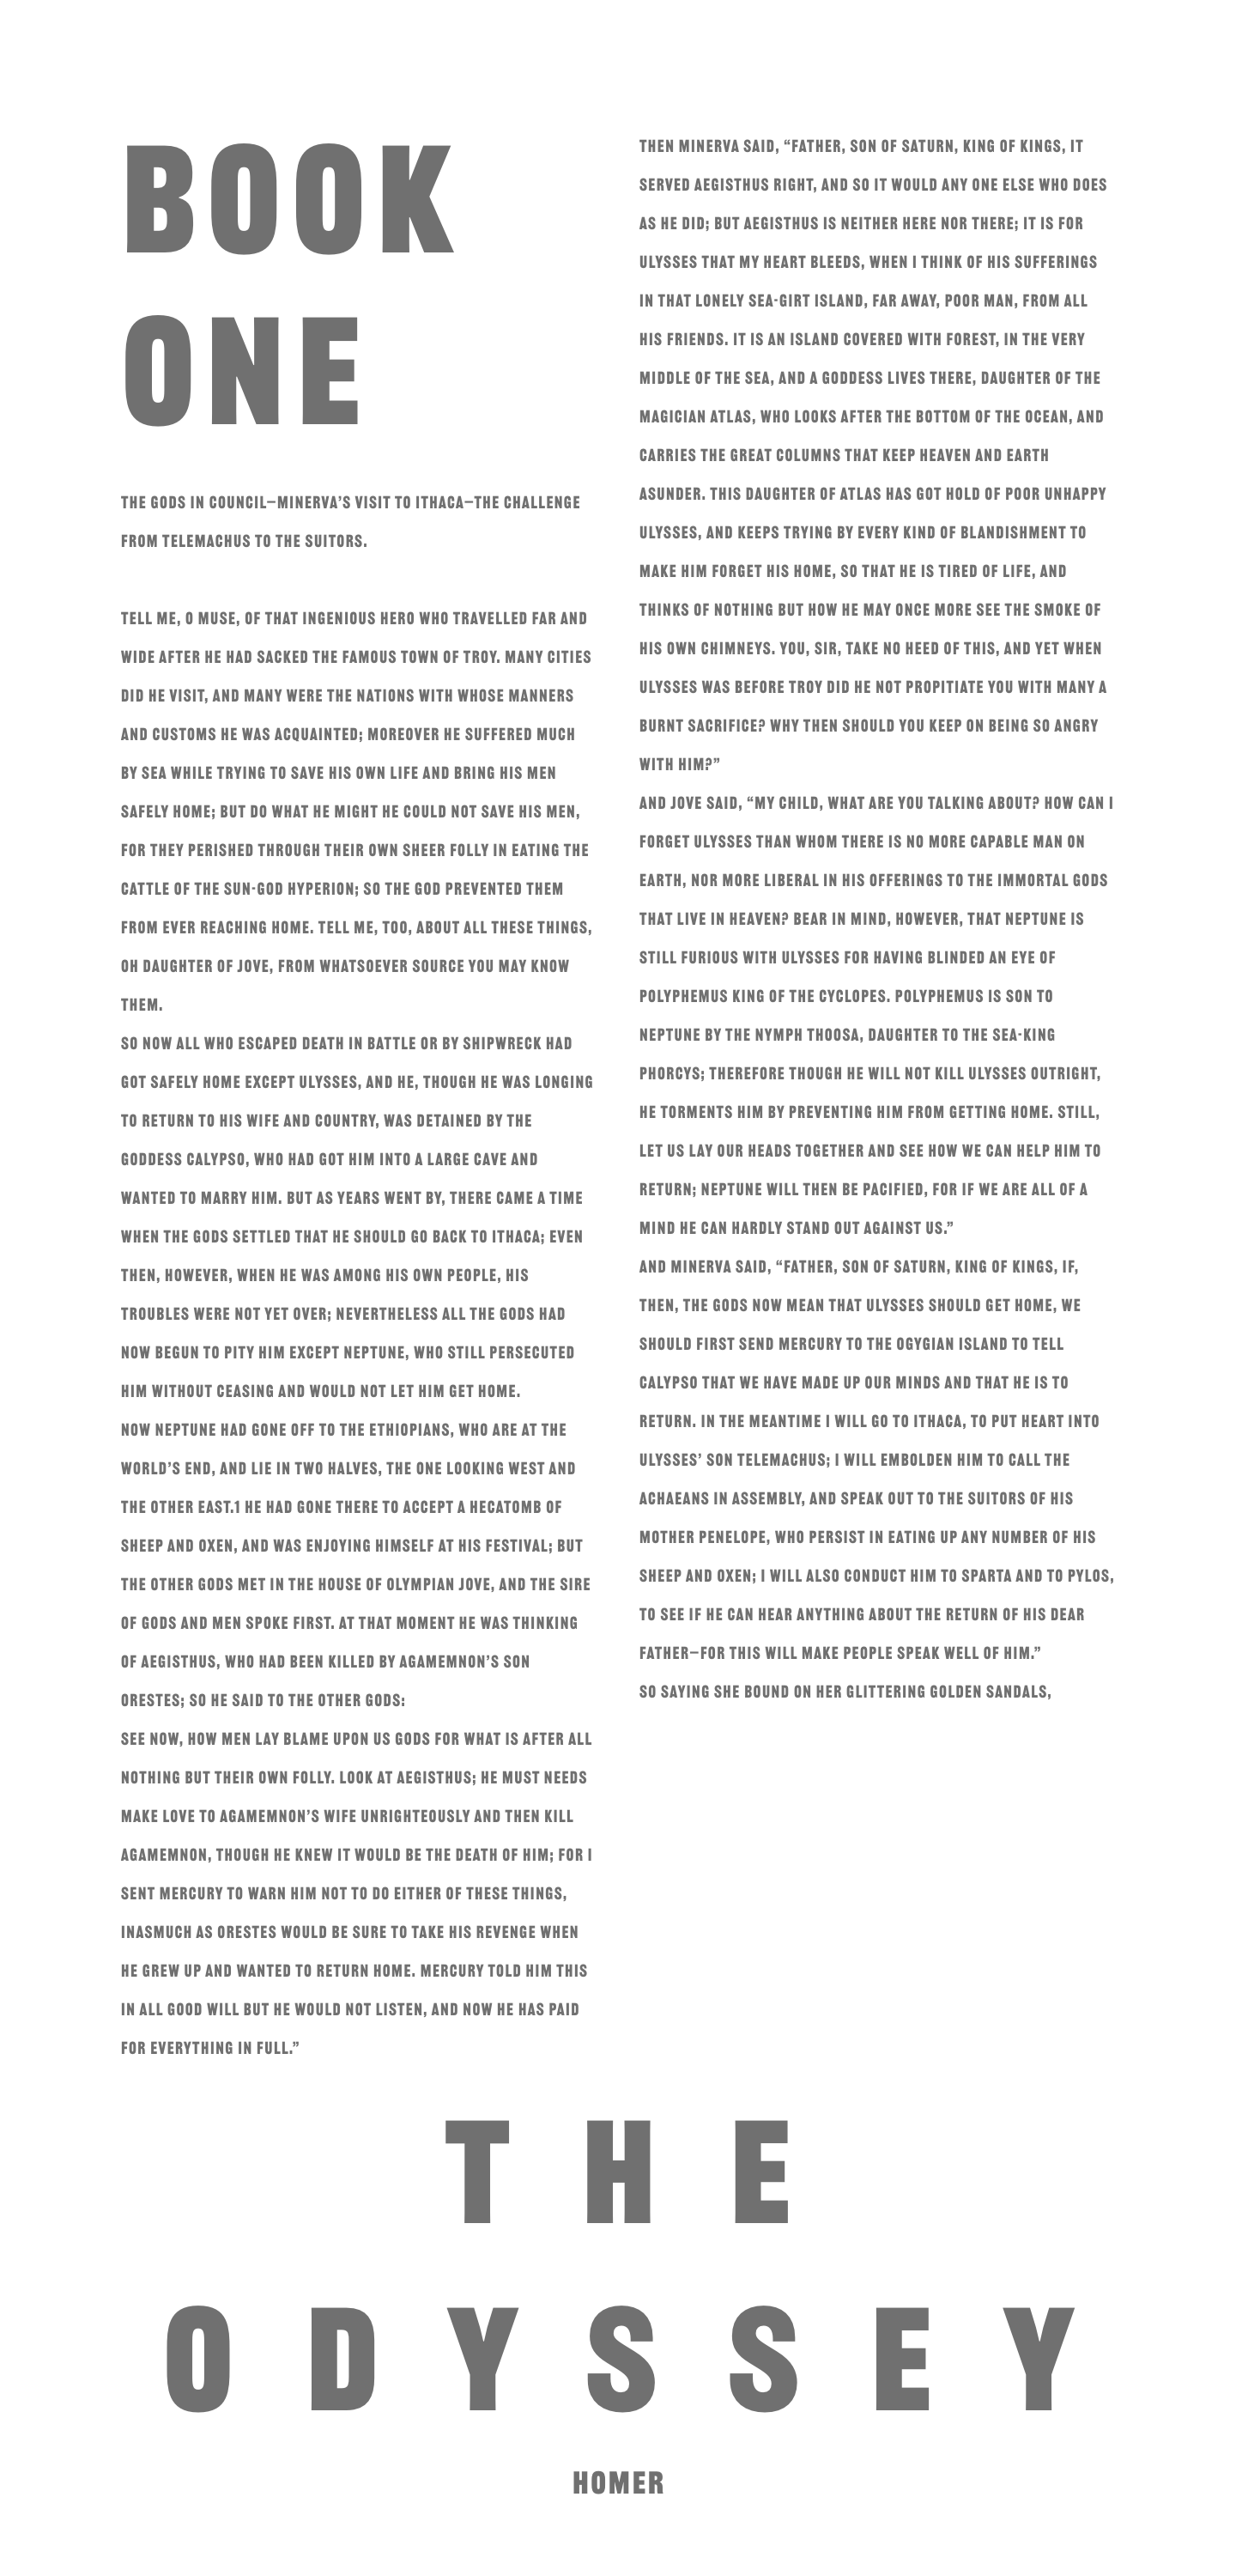 BOOK
ONE
THE GODS IN COUNCIL—MINERVA’S VISIT TO ITHACA—THE CHALLENGE
FROM TELEMACHUS TO THE SUITORS.
TELL ME, O MUSE, OF THAT INGENIOUS HERO WHO TRAVELLED FAR AND
WIDE AFTER HE HAD SACKED THE FAMOUS TOWN OF TROY. MANY CITIES
DID HE VISIT, AND MANY WERE THE NATIONS WITH WHOSE MANNERS
AND CUSTOMS HE WAS ACQUAINTED; MOREOVER HE SUFFERED MUCH
BY SEA WHILE TRYING TO SAVE HIS OWN LIFE AND BRING HIS MEN
SAFELY HOME; BUT DO WHAT HE MIGHT HE COULD NOT SAVE HIS MEN,
FOR THEY PERISHED THROUGH THEIR OWN SHEER FOLLY IN EATING THE
CATTLE OF THE SUN-GOD HYPERION; SO THE GOD PREVENTED THEM
FROM EVER REACHING HOME. TELL ME, TOO, ABOUT ALL THESE THINGS,
OH DAUGHTER OF JOVE, FROM WHATSOEVER SOURCE YOU MAY KNOW
THEM.
SO NOW ALL WHO ESCAPED DEATH IN BATTLE OR BY SHIPWRECK HAD
GOT SAFELY HOME EXCEPT ULYSSES, AND HE, THOUGH HE WAS LONGING
TO RETURN TO HIS WIFE AND COUNTRY, WAS DETAINED BY THE
GODDESS CALYPSO, WHO HAD GOT HIM INTO A LARGE CAVE AND
WANTED TO MARRY HIM. BUT AS YEARS WENT BY, THERE CAME A TIME
WHEN THE GODS SETTLED THAT HE SHOULD GO BACK TO ITHACA; EVEN
THEN, HOWEVER, WHEN HE WAS AMONG HIS OWN PEOPLE, HIS
TROUBLES WERE NOT YET OVER; NEVERTHELESS ALL THE GODS HAD
NOW BEGUN TO PITY HIM EXCEPT NEPTUNE, WHO STILL PERSECUTED
HIM WITHOUT CEASING AND WOULD NOT LET HIM GET HOME.
NOW NEPTUNE HAD GONE OFF TO THE ETHIOPIANS, WHO ARE AT THE
WORLD’S END, AND LIE IN TWO HALVES, THE ONE LOOKING WEST AND
THE OTHER EAST.1 HE HAD GONE THERE TO ACCEPT A HECATOMB OF
SHEEP AND OXEN, AND WAS ENJOYING HIMSELF AT HIS FESTIVAL; BUT
THE OTHER GODS MET IN THE HOUSE OF OLYMPIAN JOVE, AND THE SIRE
OF GODS AND MEN SPOKE FIRST. AT THAT MOMENT HE WAS THINKING
OF AEGISTHUS, WHO HAD BEEN KILLED BY AGAMEMNON’S SON
ORESTES; SO HE SAID TO THE OTHER GODS:
SEE NOW, HOW MEN LAY BLAME UPON US GODS FOR WHAT IS AFTER ALL
NOTHING BUT THEIR OWN FOLLY. LOOK AT AEGISTHUS; HE MUST NEEDS
MAKE LOVE TO AGAMEMNON’S WIFE UNRIGHTEOUSLY AND THEN KILL
AGAMEMNON, THOUGH HE KNEW IT WOULD BE THE DEATH OF HIM; FOR I
SENT MERCURY TO WARN HIM NOT TO DO EITHER OF THESE THINGS,
INASMUCH AS ORESTES WOULD BE SURE TO TAKE HIS REVENGE WHEN
HE GREW UP AND WANTED TO RETURN HOME. MERCURY TOLD HIM THIS
IN ALL GOOD WILL BUT HE WOULD NOT LISTEN, AND NOW HE HAS PAID
FOR EVERYTHING IN FULL.”
THEN MINERVA SAID, “FATHER, SON OF SATURN, KING OF KINGS, IT
SERVED AEGISTHUS RIGHT, AND SO IT WOULD ANY ONE ELSE WHO DOES
AS HE DID; BUT AEGISTHUS IS NEITHER HERE NOR THERE; IT IS FOR
ULYSSES THAT MY HEART BLEEDS, WHEN I THINK OF HIS SUFFERINGS
IN THAT LONELY SEA-GIRT ISLAND, FAR AWAY, POOR MAN, FROM ALL
HIS FRIENDS. IT IS AN ISLAND COVERED WITH FOREST, IN THE VERY
MIDDLE OF THE SEA, AND A GODDESS LIVES THERE, DAUGHTER OF THE
MAGICIAN ATLAS, WHO LOOKS AFTER THE BOTTOM OF THE OCEAN, AND
CARRIES THE GREAT COLUMNS THAT KEEP HEAVEN AND EARTH
ASUNDER. THIS DAUGHTER OF ATLAS HAS GOT HOLD OF POOR UNHAPPY
ULYSSES, AND KEEPS TRYING BY EVERY KIND OF BLANDISHMENT TO
MAKE HIM FORGET HIS HOME, SO THAT HE IS TIRED OF LIFE, AND
THINKS OF NOTHING BUT HOW HE MAY ONCE MORE SEE THE SMOKE OF
HIS OWN CHIMNEYS. YOU, SIR, TAKE NO HEED OF THIS, AND YET WHEN
ULYSSES WAS BEFORE TROY DID HE NOT PROPITIATE YOU WITH MANY A
BURNT SACRIFICE? WHY THEN SHOULD YOU KEEP ON BEING SO ANGRY
WITH HIM?”
AND JOVE SAID, “MY CHILD, WHAT ARE YOU TALKING ABOUT? HOW CAN I
FORGET ULYSSES THAN WHOM THERE IS NO MORE CAPABLE MAN ON
EARTH, NOR MORE LIBERAL IN HIS OFFERINGS TO THE IMMORTAL GODS
THAT LIVE IN HEAVEN? BEAR IN MIND, HOWEVER, THAT NEPTUNE IS
STILL FURIOUS WITH ULYSSES FOR HAVING BLINDED AN EYE OF
POLYPHEMUS KING OF THE CYCLOPES. POLYPHEMUS IS SON TO
NEPTUNE BY THE NYMPH THOOSA, DAUGHTER TO THE SEA-KING
PHORCYS; THEREFORE THOUGH HE WILL NOT KILL ULYSSES OUTRIGHT,
HE TORMENTS HIM BY PREVENTING HIM FROM GETTING HOME. STILL,
LET US LAY OUR HEADS TOGETHER AND SEE HOW WE CAN HELP HIM TO
RETURN; NEPTUNE WILL THEN BE PACIFIED, FOR IF WE ARE ALL OF A
MIND HE CAN HARDLY STAND OUT AGAINST US.”
AND MINERVA SAID, “FATHER, SON OF SATURN, KING OF KINGS, IF,
THEN, THE GODS NOW MEAN THAT ULYSSES SHOULD GET HOME, WE
SHOULD FIRST SEND MERCURY TO THE OGYGIAN ISLAND TO TELL
CALYPSO THAT WE HAVE MADE UP OUR MINDS AND THAT HE IS TO
RETURN. IN THE MEANTIME I WILL GO TO ITHACA, TO PUT HEART INTO
ULYSSES’ SON TELEMACHUS; I WILL EMBOLDEN HIM TO CALL THE
ACHAEANS IN ASSEMBLY, AND SPEAK OUT TO THE SUITORS OF HIS
MOTHER PENELOPE, WHO PERSIST IN EATING UP ANY NUMBER OF HIS
SHEEP AND OXEN; I WILL ALSO CONDUCT HIM TO SPARTA AND TO PYLOS,
TO SEE IF HE CAN HEAR ANYTHING ABOUT THE RETURN OF HIS DEAR
FATHER—FOR THIS WILL MAKE PEOPLE SPEAK WELL OF HIM.”
SO SAYING SHE BOUND ON HER GLITTERING GOLDEN SANDALS,
THE
ODYSSEY
HOMER